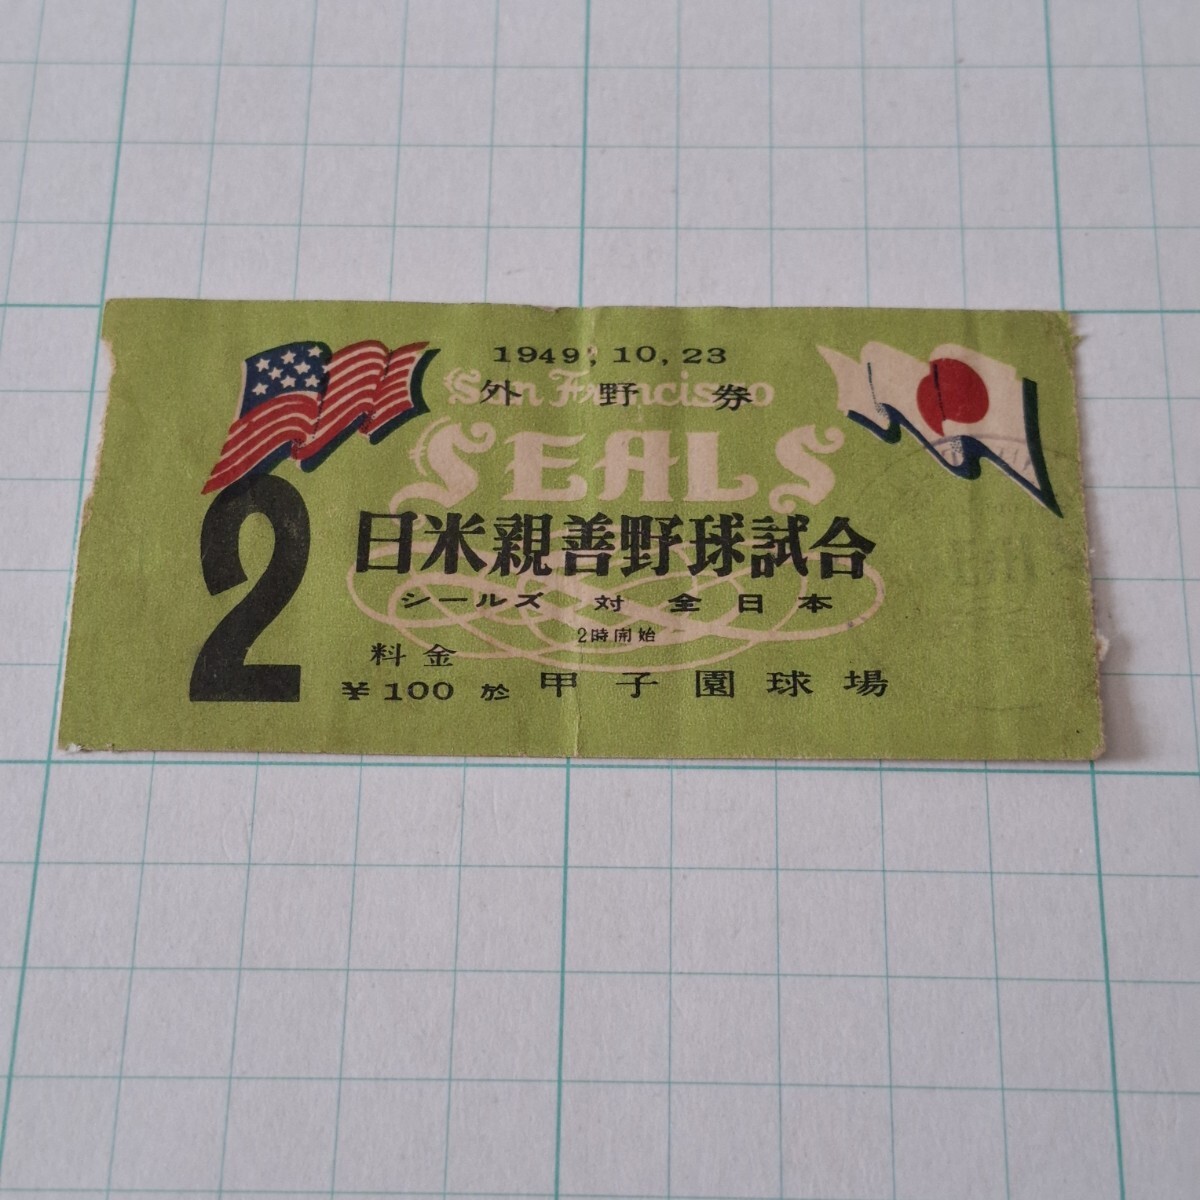 1949, 10, 23
San Francisco
外野券
SEALS
2
日米親善野球試合
シールズ 対 全日本
2時開始
料金
¥100 於 甲子園球場